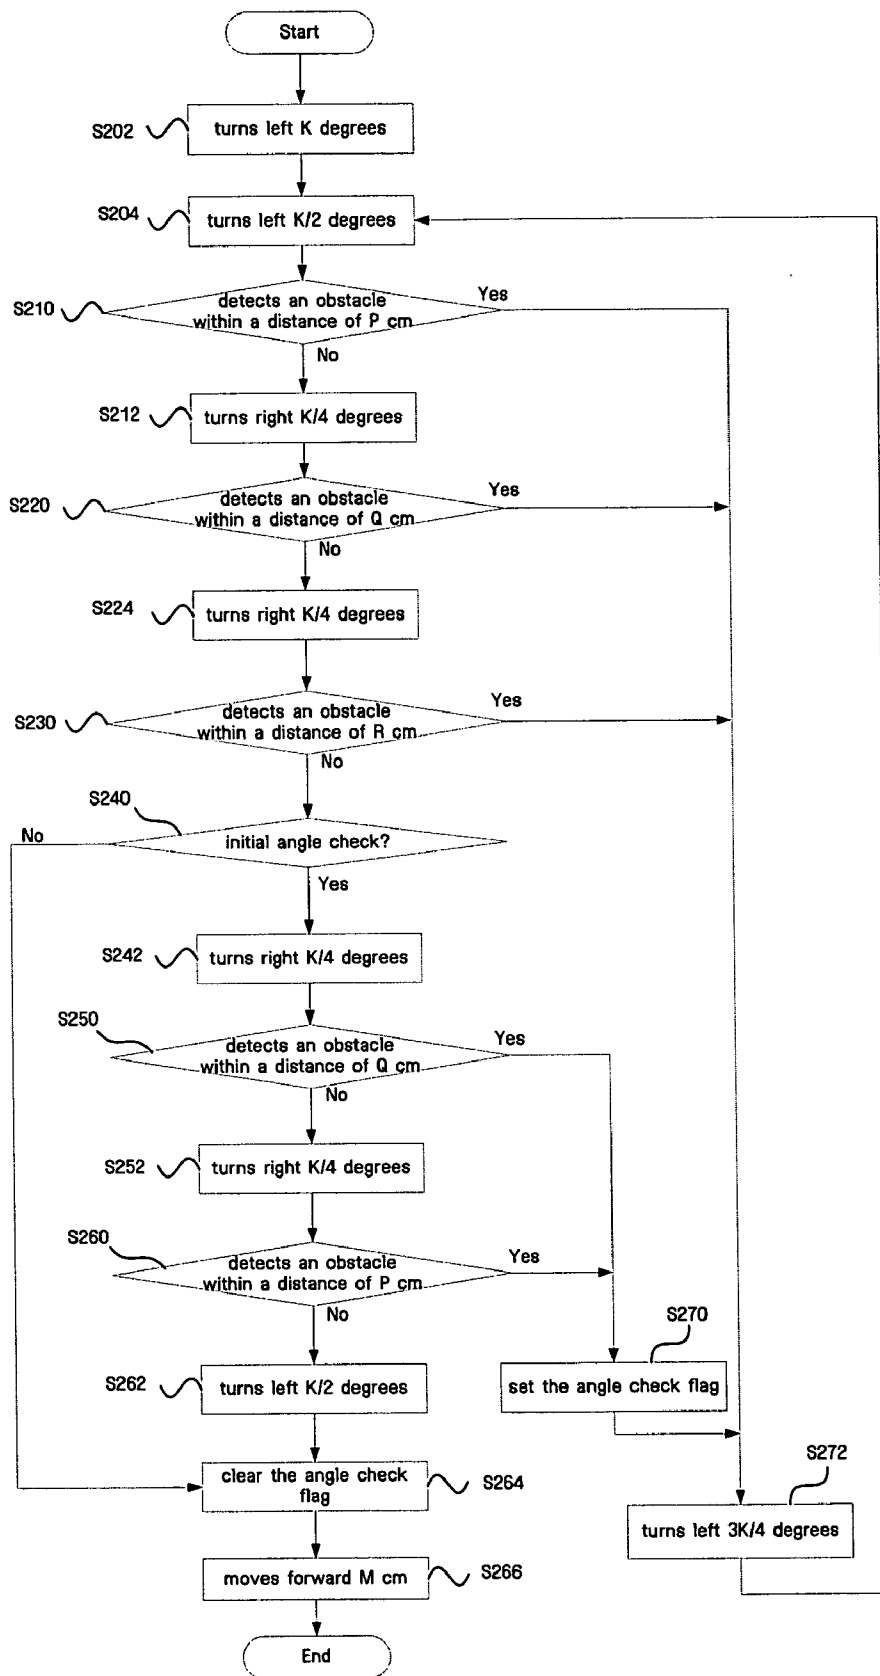 Start
S202
turns left K degrees
S204
turns left K/2 degrees
S210
detects an obstacle
within a distance of P cm
Yes
No
S212
turns right K/4 degrees
S220
detects an obstacle
within a distance of Q cm
Yes
No
S224
turns right K/4 degrees
S230
detects an obstacle
within a distance of R cm
Yes
No
S240
initial angle check?
No
Yes
S242
turns right K/4 degrees
S250
detects an obstacle
within a distance of Q cm
Yes
No
S252
turns right K/4 degrees
S260
detects an obstacle
within a distance of P cm
Yes
No
S270
set the angle check flag
S262
turns left K/2 degrees
S264
clear the angle check
flag
S272
turns left 3K/4 degrees
S266
moves forward M cm
End